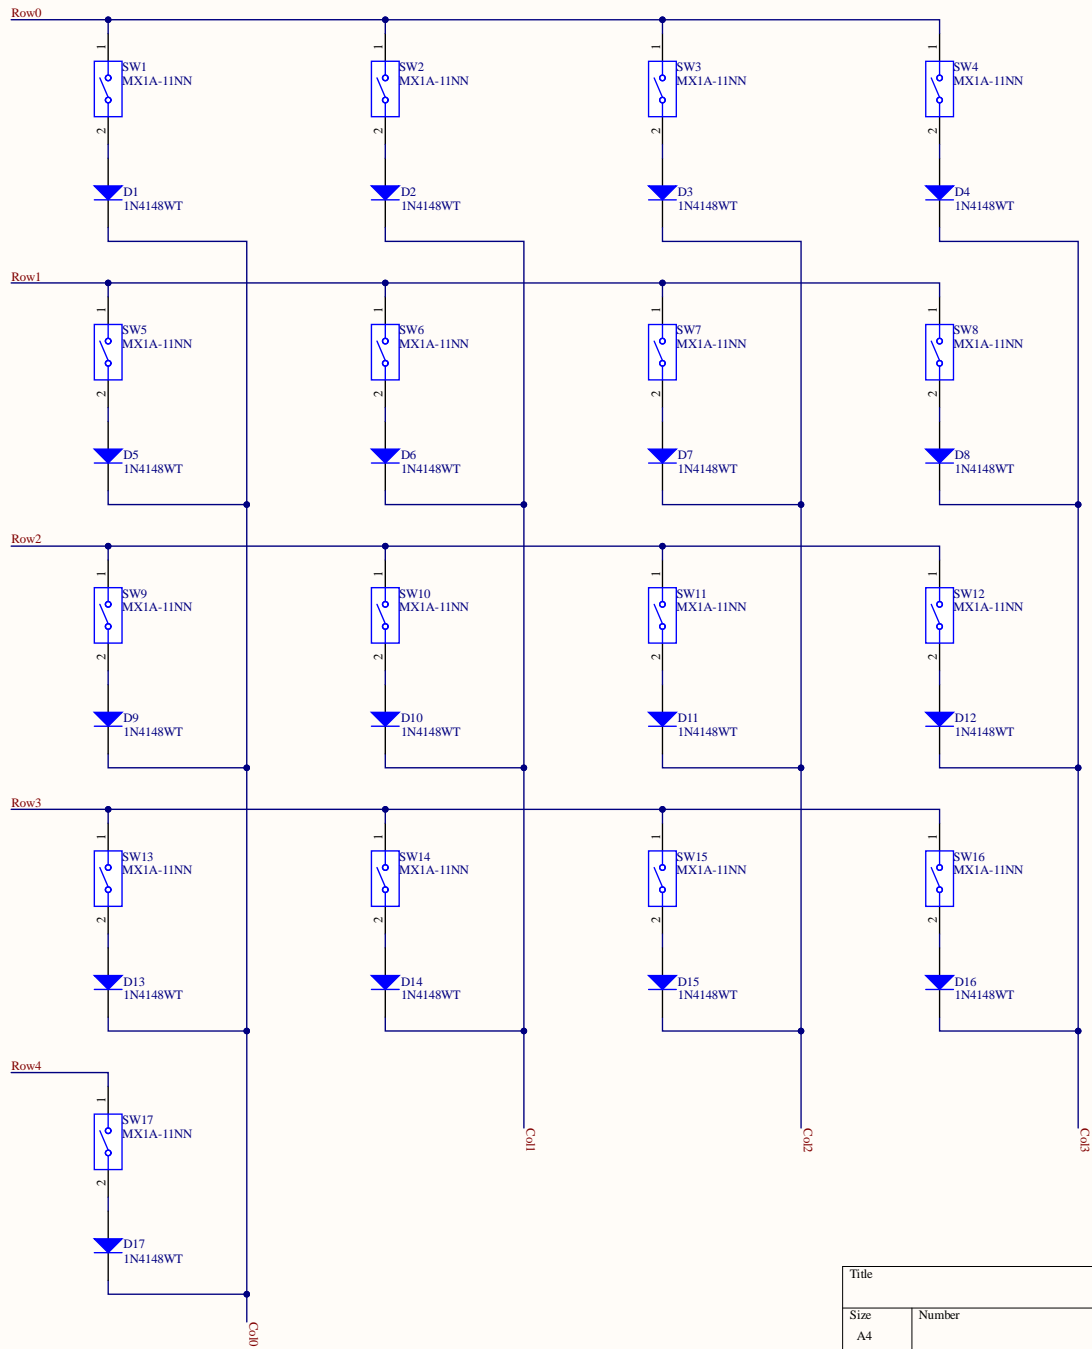 Row0
1
1
1
1
SW1
SW2
SW3
SW4
MX1A-11NN
MX1A-11NN
MX1A-11NN
MX1A-11NN
2
2
2
2
D1
D2
D3
D4
1N4148WT
1N4148WT
1N4148WT
1N4148WT
Row1
1
1
1
1
SW5
SW6
SW7
SW8
MX1A-11NN
MX1A-11NN
MX1A-11NN
MX1A-11NN
2
2
2
2
D5
D6
D7
D8
1N4148WT
1N4148WT
1N4148WT
1N4148WT
Row2
1
1
1
1
SW9
SW10
SW11
SW12
MX1A-11NN
MX1A-11NN
MX1A-11NN
MX1A-11NN
2
2
2
2
D9
D10
D11
D12
1N4148WT
1N4148WT
1N4148WT
1N4148WT
Row3
1
1
1
1
SW13
SW14
SW15
SW16
MX1A-11NN
MX1A-11NN
MX1A-11NN
MX1A-11NN
2
2
2
2
D13
D14
D15
D16
1N4148WT
1N4148WT
1N4148WT
1N4148WT
Row4
1
SW17
MX1A-11NN
2
Col1
Col2
Col3
D17
1N4148WT
Col0
Title
Size
Number
A4